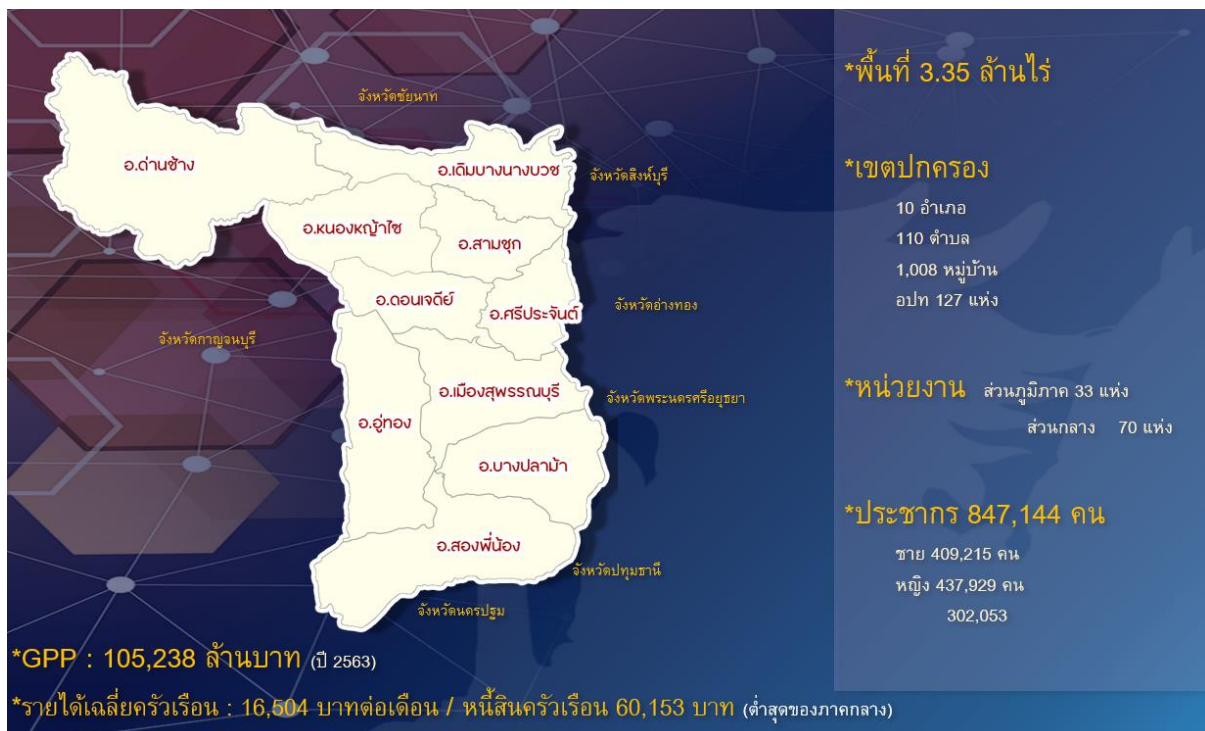 จังหวัดชัยนาท
อ.ด่านช้าง
อ.เดิมบางนางบวช
จังหวัดสิงห์บุรี
อ.หนองหญ้าไซ
อ.สามชุก
อ.ดอนเจดีย์
อ.ศรีประจันต์
จังหวัดอ่างทอง
จังหวัดกาญจนบุรี
อ.เมืองสุพรรณบุรี
จังหวัดพระนครศรีอยุธยา
อ.อู่ทอง
อ.บางปลาม้า
อ.สองพี่น้อง
จังหวัดปทุมธานี
จังหวัดนครปฐม
*พื้นที่ 3.35 ล้านไร่
*เขตปกครอง
10 อำเภอ
110 ตำบล
1,008 หมู่บ้าน
อปท 127 แห่ง
*หน่วยงาน ส่วนภูมิภาค 33 แห่ง
ส่วนกลาง 70 แห่ง
*ประชากร 847,144 คน
ชาย 409,215 คน
หญิง 437,929 คน
302,053
*GPP : 105,238 ล้านบาท (ปี 2563)
*รายได้เฉลี่ยครัวเรือน : 16,504 บาทต่อเดือน / หนี้สินครัวเรือน 60,153 บาท (ต่ำสุดของภาคกลาง)